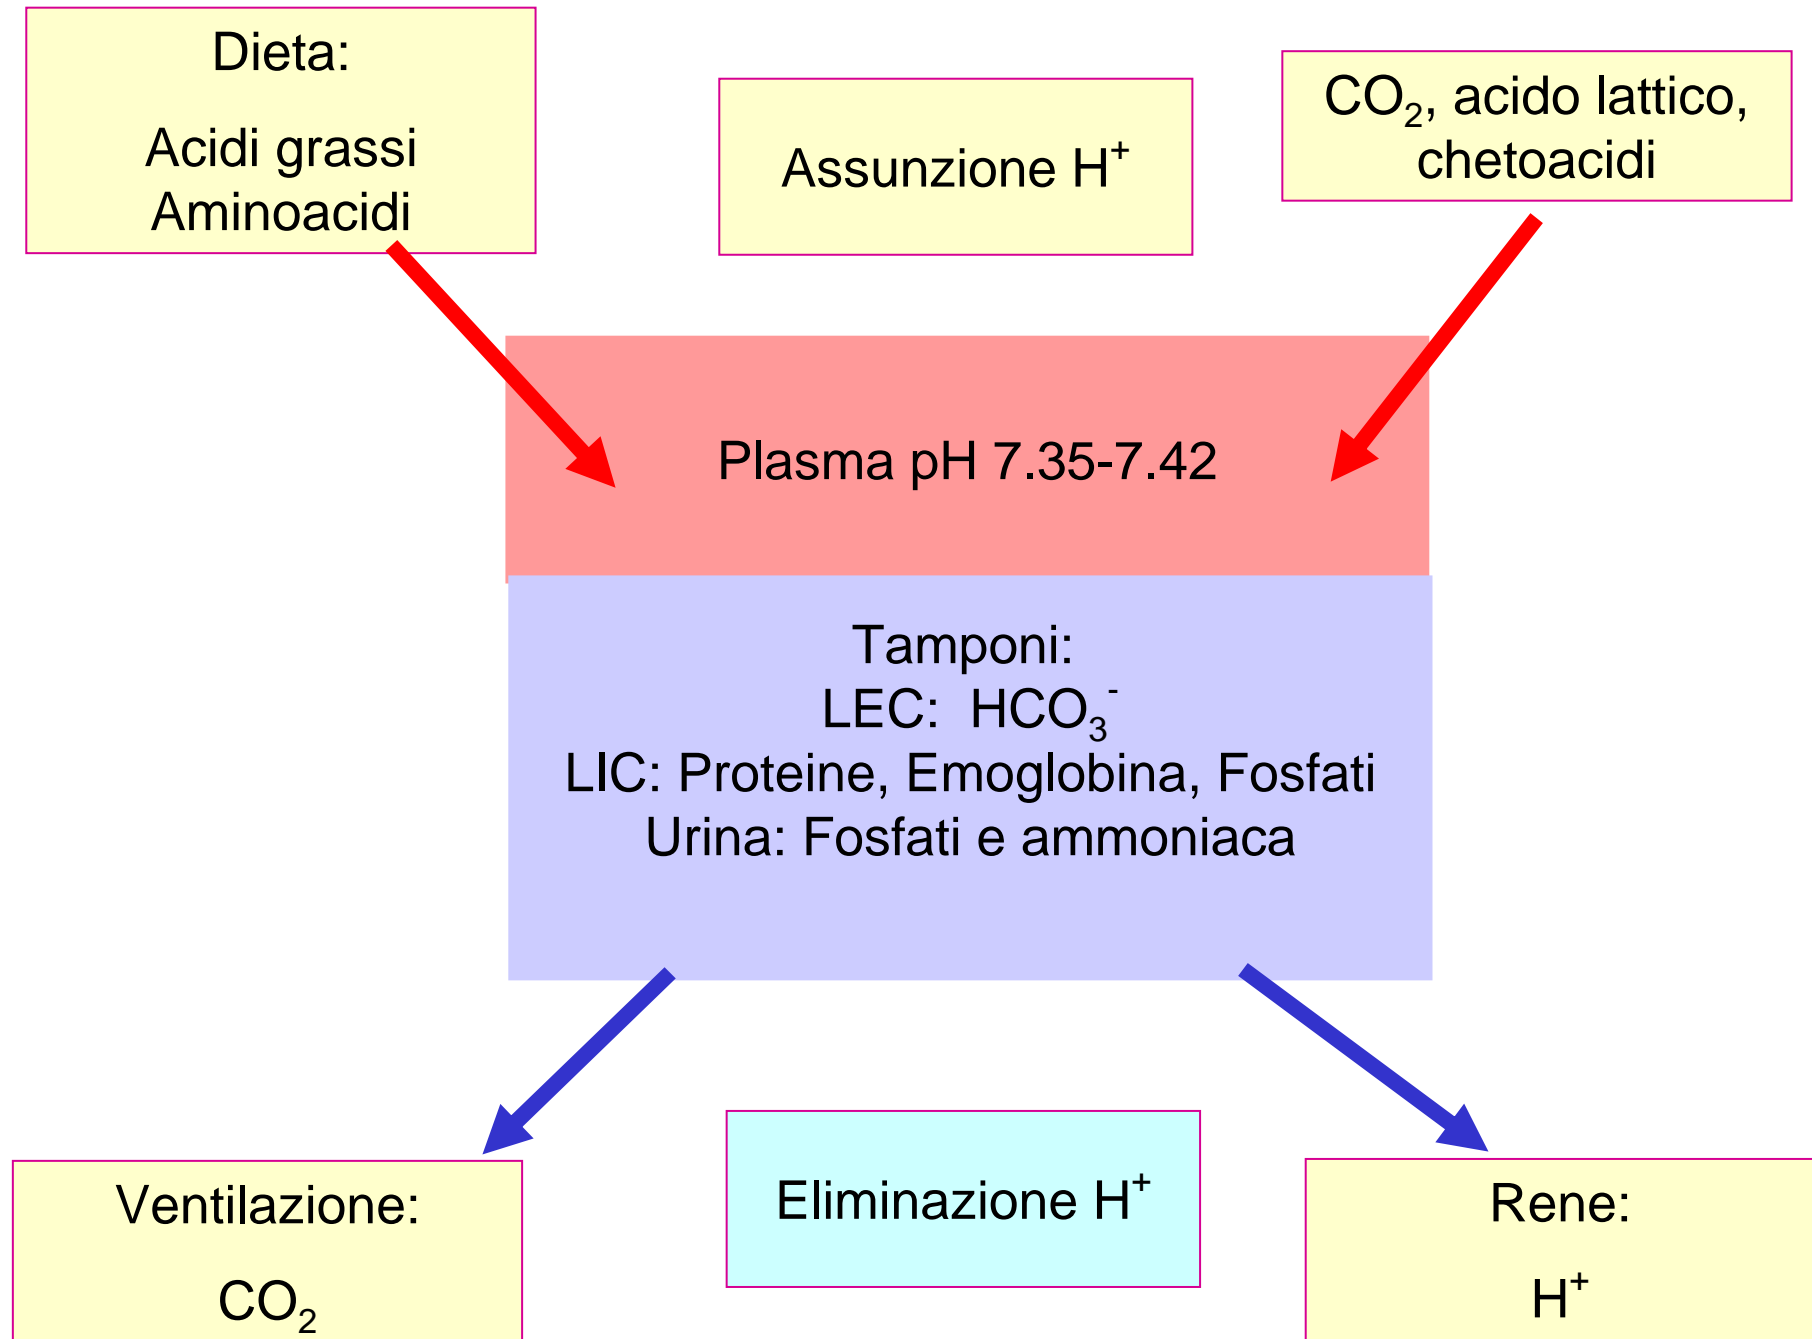 Dieta:
Acidi grassi
Aminoacidi
Assunzione H⁺
CO₂, acido lattico,
chetoacidi
Plasma pH 7.35-7.42
Tamponi:
LEC: HCO₃⁻
LIC: Proteine, Emoglobina, Fosfati
Urina: Fosfati e ammoniaca
Ventilazione:
CO₂
Eliminazione H⁺
Rene:
H⁺